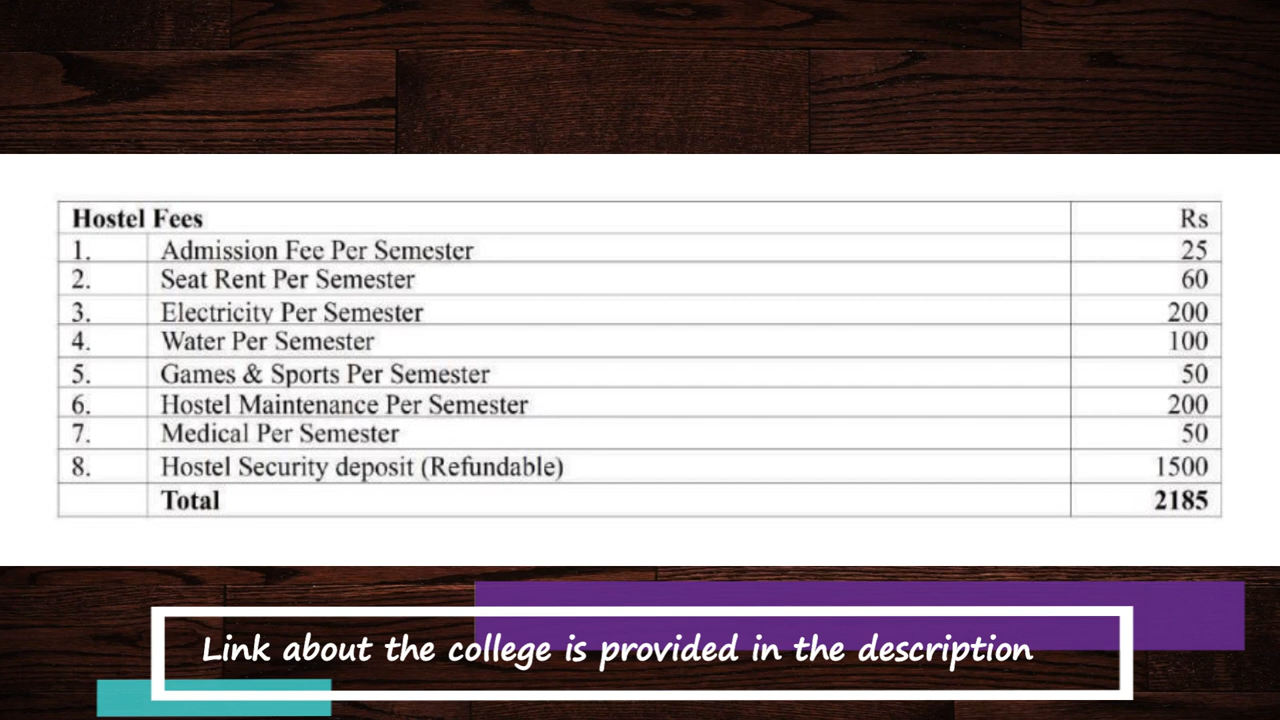 Hostel Fees Rs
1. Admission Fee Per Semester 25
2. Seat Rent Per Semester 60
3. Electricity Per Semester 200
4. Water Per Semester 100
5. Games & Sports Per Semester 50
6. Hostel Maintenance Per Semester 200
7. Medical Per Semester 50
8. Hostel Security deposit (Refundable) 1500
Total 2185
Link about the college is provided in the description